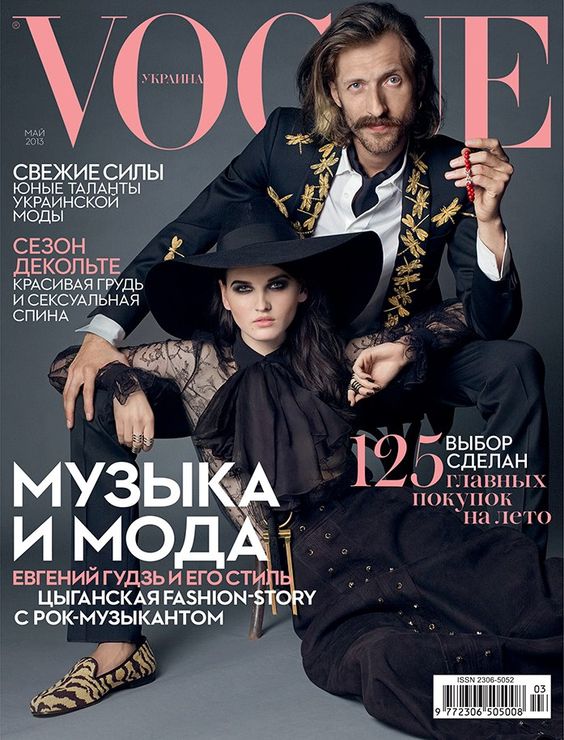 VOGUE
УКРАИНА
МАЙ
2013
СВЕЖИЕ СИЛЫ
ЮНЫЕ ТАЛАНТЫ
УКРАИНСКОЙ
МОДЫ
СЕЗОН
ДЕКОЛЬТЕ
КРАСИВАЯ ГРУДЬ
И СЕКСУАЛЬНАЯ
СПИНА
125 ВЫБОР
СДЕЛАН
главных
покупок
на лето
МУЗЫКА
И МОДА
ЕВГЕНИЙ ГУДЗЬ И ЕГО СТИЛЬ
ЦЫГАНСКАЯ FASHION-STORY
С РОК-МУЗЫКАНТОМ
ISSN 2306-5052
03
9 772306 505008